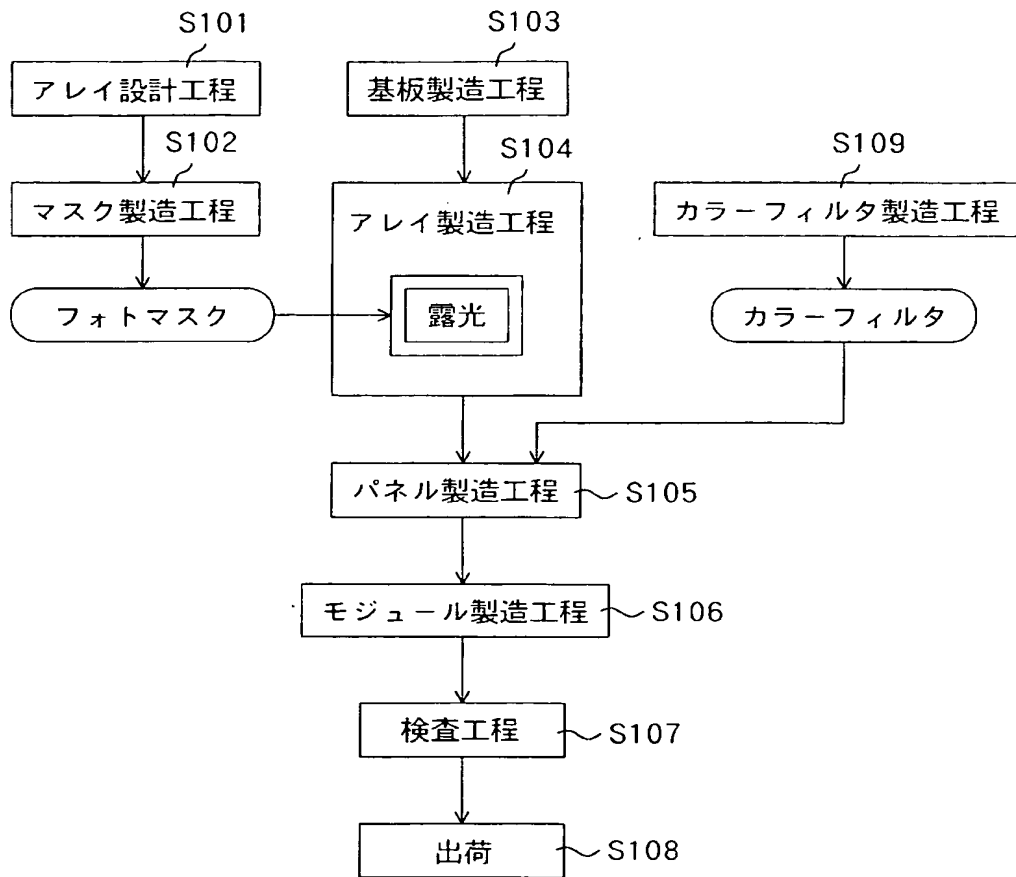 S101
アレイ設計工程
S102
マスク製造工程
フォトマスク
S103
基板製造工程
S104
アレイ製造工程
露光
S109
カラーフィルタ製造工程
カラーフィルタ
パネル製造工程
S105
モジュール製造工程
S106
検査工程
S107
出荷
S108